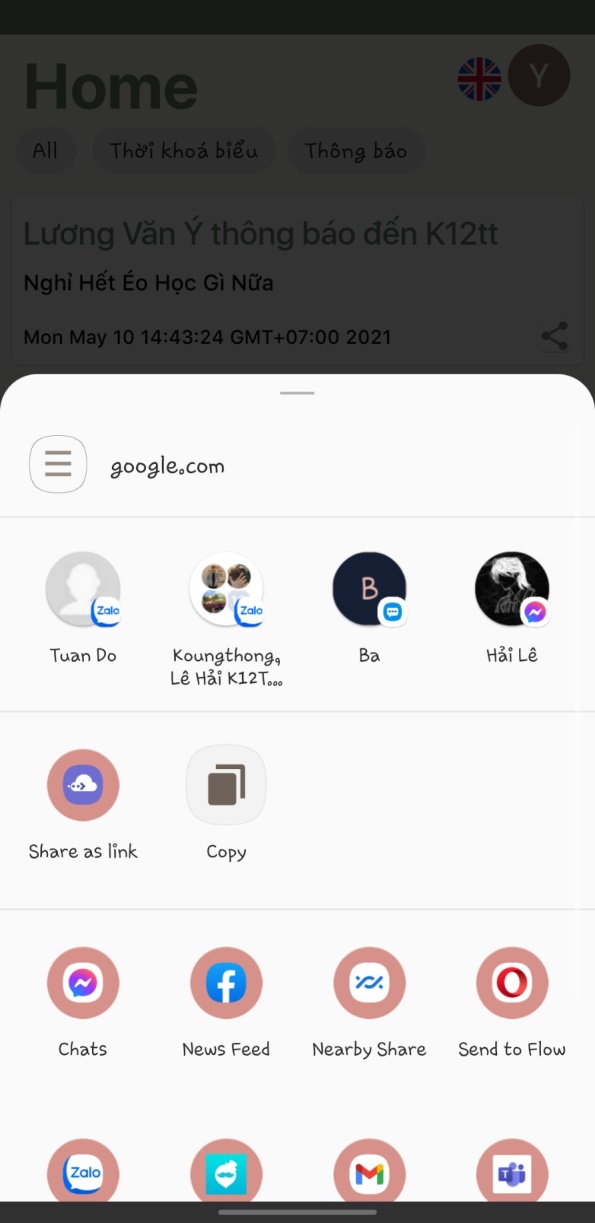 Home
Y
All
Thời khoá biểu
Thông báo
Lương Văn Ý thông báo đến K12tt
Nghỉ Hết Éo Học Gì Nữa
Mon May 10 14:43:24 GMT+07:00 2021
google.com
Zalo
Zalo
B
Tuan Do
Koungthong,
Lê Hải K12T...
Ba
Hải Lê
Share as link
Copy
Chats
News Feed
Nearby Share
Send to Flow
Zalo